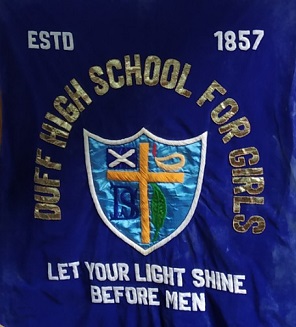 ESTD 1857
DUFF HIGH SCHOOL FOR GIRLS
LET YOUR LIGHT SHINE
BEFORE MEN